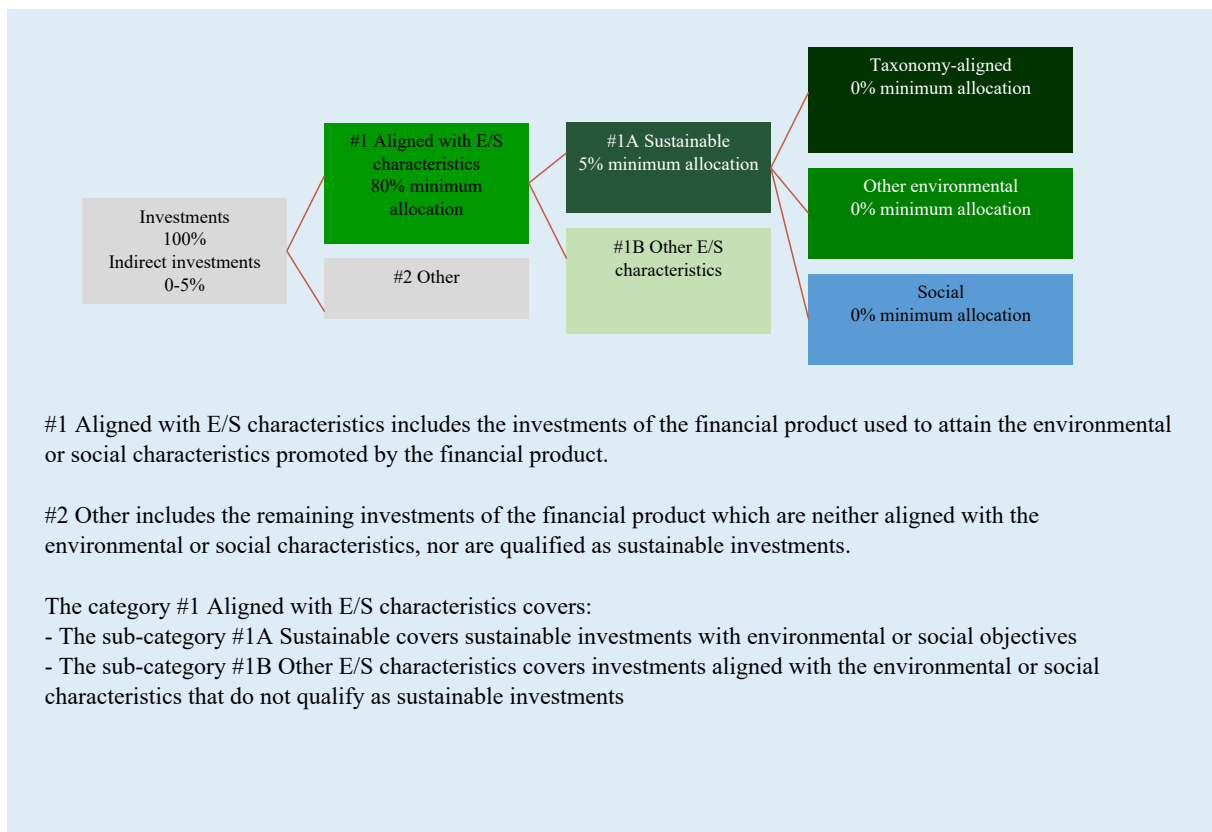 Investments
100%
Indirect investments
0-5%
#1 Aligned with E/S
characteristics
80% minimum
allocation
#2 Other
#1A Sustainable
5% minimum allocation
#1B Other E/S
characteristics
Taxonomy-aligned
0% minimum allocation
Other environmental
0% minimum allocation
Social
0% minimum allocation
#1 Aligned with E/S characteristics includes the investments of the financial product used to attain the environmental
or social characteristics promoted by the financial product.
#2 Other includes the remaining investments of the financial product which are neither aligned with the
environmental or social characteristics, nor are qualified as sustainable investments.
The category #1 Aligned with E/S characteristics covers:
- The sub-category #1A Sustainable covers sustainable investments with environmental or social objectives
- The sub-category #1B Other E/S characteristics covers investments aligned with the environmental or social
characteristics that do not qualify as sustainable investments